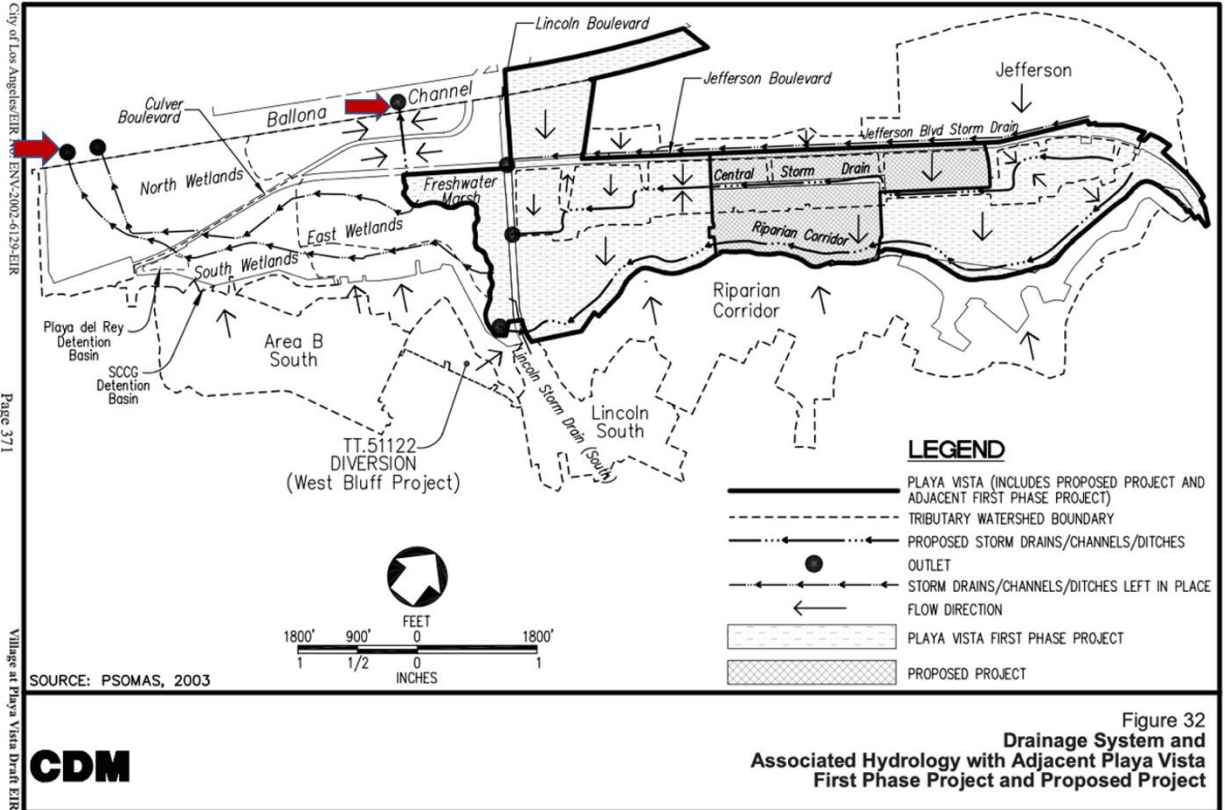 City of Los Angeles/EIR No. ENV-2002-6129-EIR
Page 371
Village at Playa Vista Draft EIR
Lincoln Boulevard
Jefferson Boulevard
Jefferson
Culver
Boulevard
Ballona
Channel
Jefferson Blvd Storm Drain
North Wetlands
Freshwater
Marsh
Central Storm Drain
East Wetlands
Riparian Corridor
South Wetlands
Playa del Rey
Detention
Basin
SCCG
Detention
Basin
Area B
South
Riparian
Corridor
Lincoln Storm Drain (South)
Lincoln
South
TT.51122
DIVERSION
(West Bluff Project)
LEGEND
PLAYA VISTA (INCLUDES PROPOSED PROJECT AND
ADJACENT FIRST PHASE PROJECT)
TRIBUTARY WATERSHED BOUNDARY
PROPOSED STORM DRAINS/CHANNELS/DITCHES
OUTLET
STORM DRAINS/CHANNELS/DITCHES LEFT IN PLACE
FLOW DIRECTION
PLAYA VISTA FIRST PHASE PROJECT
PROPOSED PROJECT
FEET
1800' 900' 0 1800'
1 1/2 0 1
INCHES
SOURCE: PSOMAS, 2003
CDM
Figure 32
Drainage System and
Associated Hydrology with Adjacent Playa Vista
First Phase Project and Proposed Project